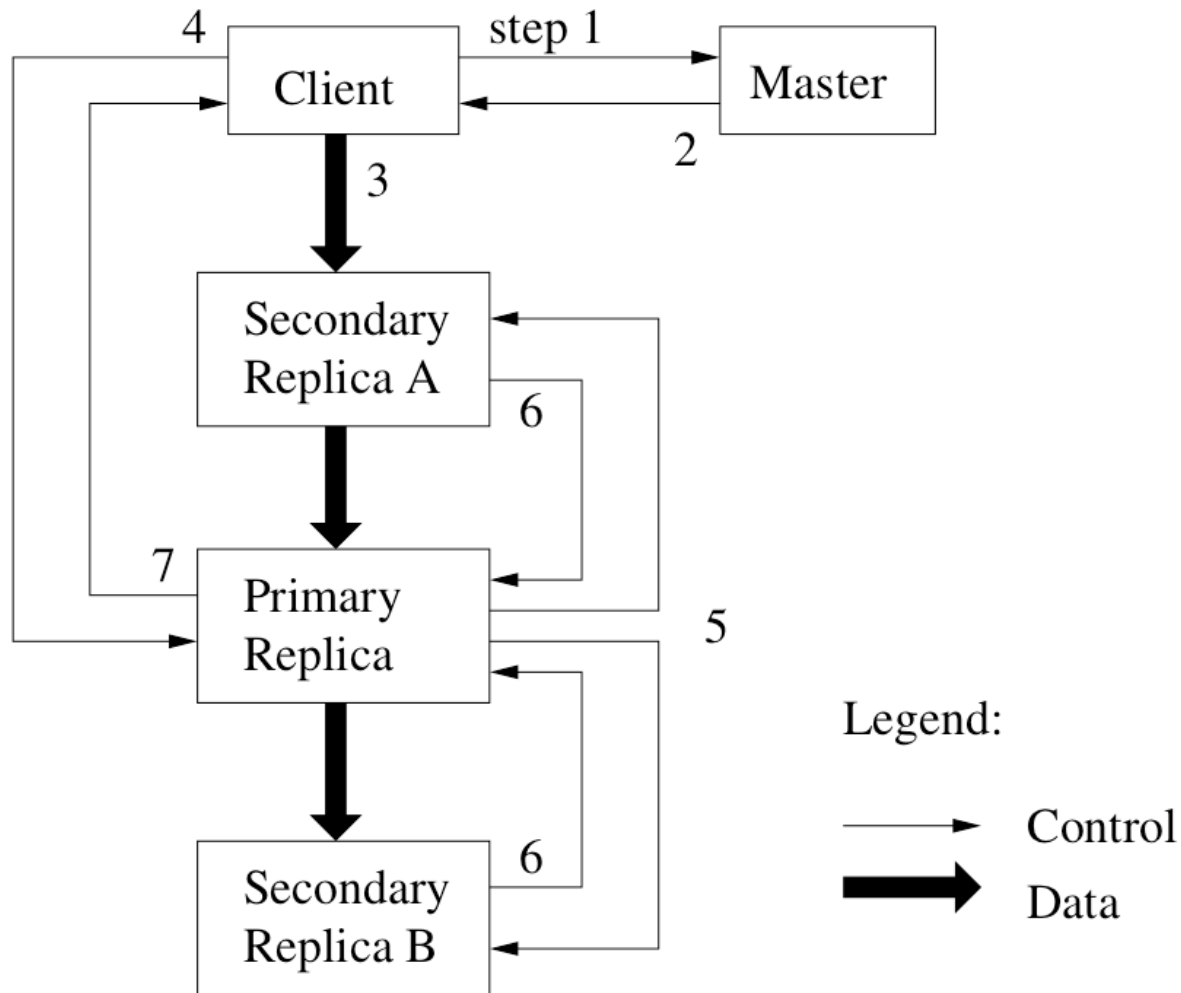 4
step 1
Client
Master
2
3
Secondary
Replica A
6
7
Primary
Replica
5
Legend:
Control
6
Secondary
Replica B
Data